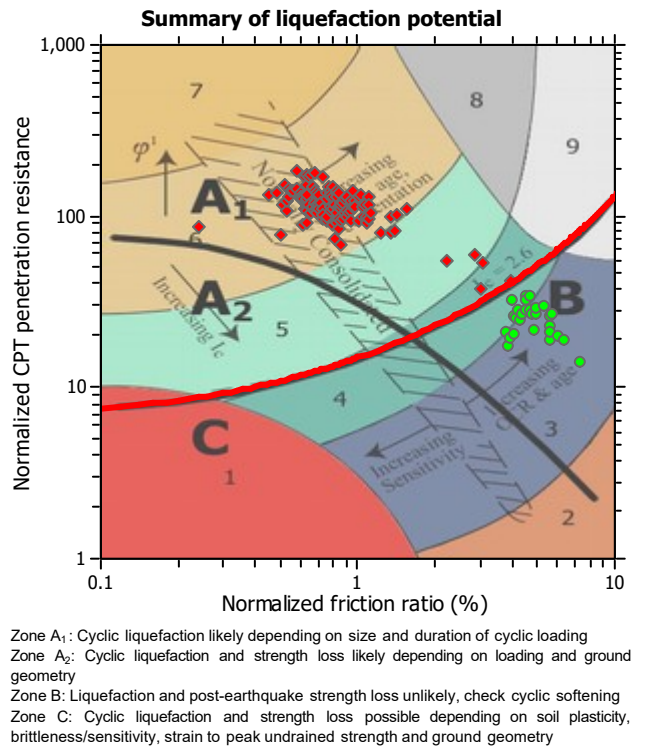 Summary of liquefaction potential
1,000
100
10
1
0.1
1
10
Normalized CPT penetration resistance
Normalized friction ratio (%)
7
8
9
φ'
A1
6
A2
5
Increasing Ic
Consolidated
= 2.6
B
4
C
1
Increasing
Sensitivity
Increasing
OCR & age
3
2
Zone A1: Cyclic liquefaction likely depending on size and duration of cyclic loading
Zone A2: Cyclic liquefaction and strength loss likely depending on loading and ground
geometry
Zone B: Liquefaction and post-earthquake strength loss unlikely, check cyclic softening
Zone C: Cyclic liquefaction and strength loss possible depending on soil plasticity,
brittleness/sensitivity, strain to peak undrained strength and ground geometry